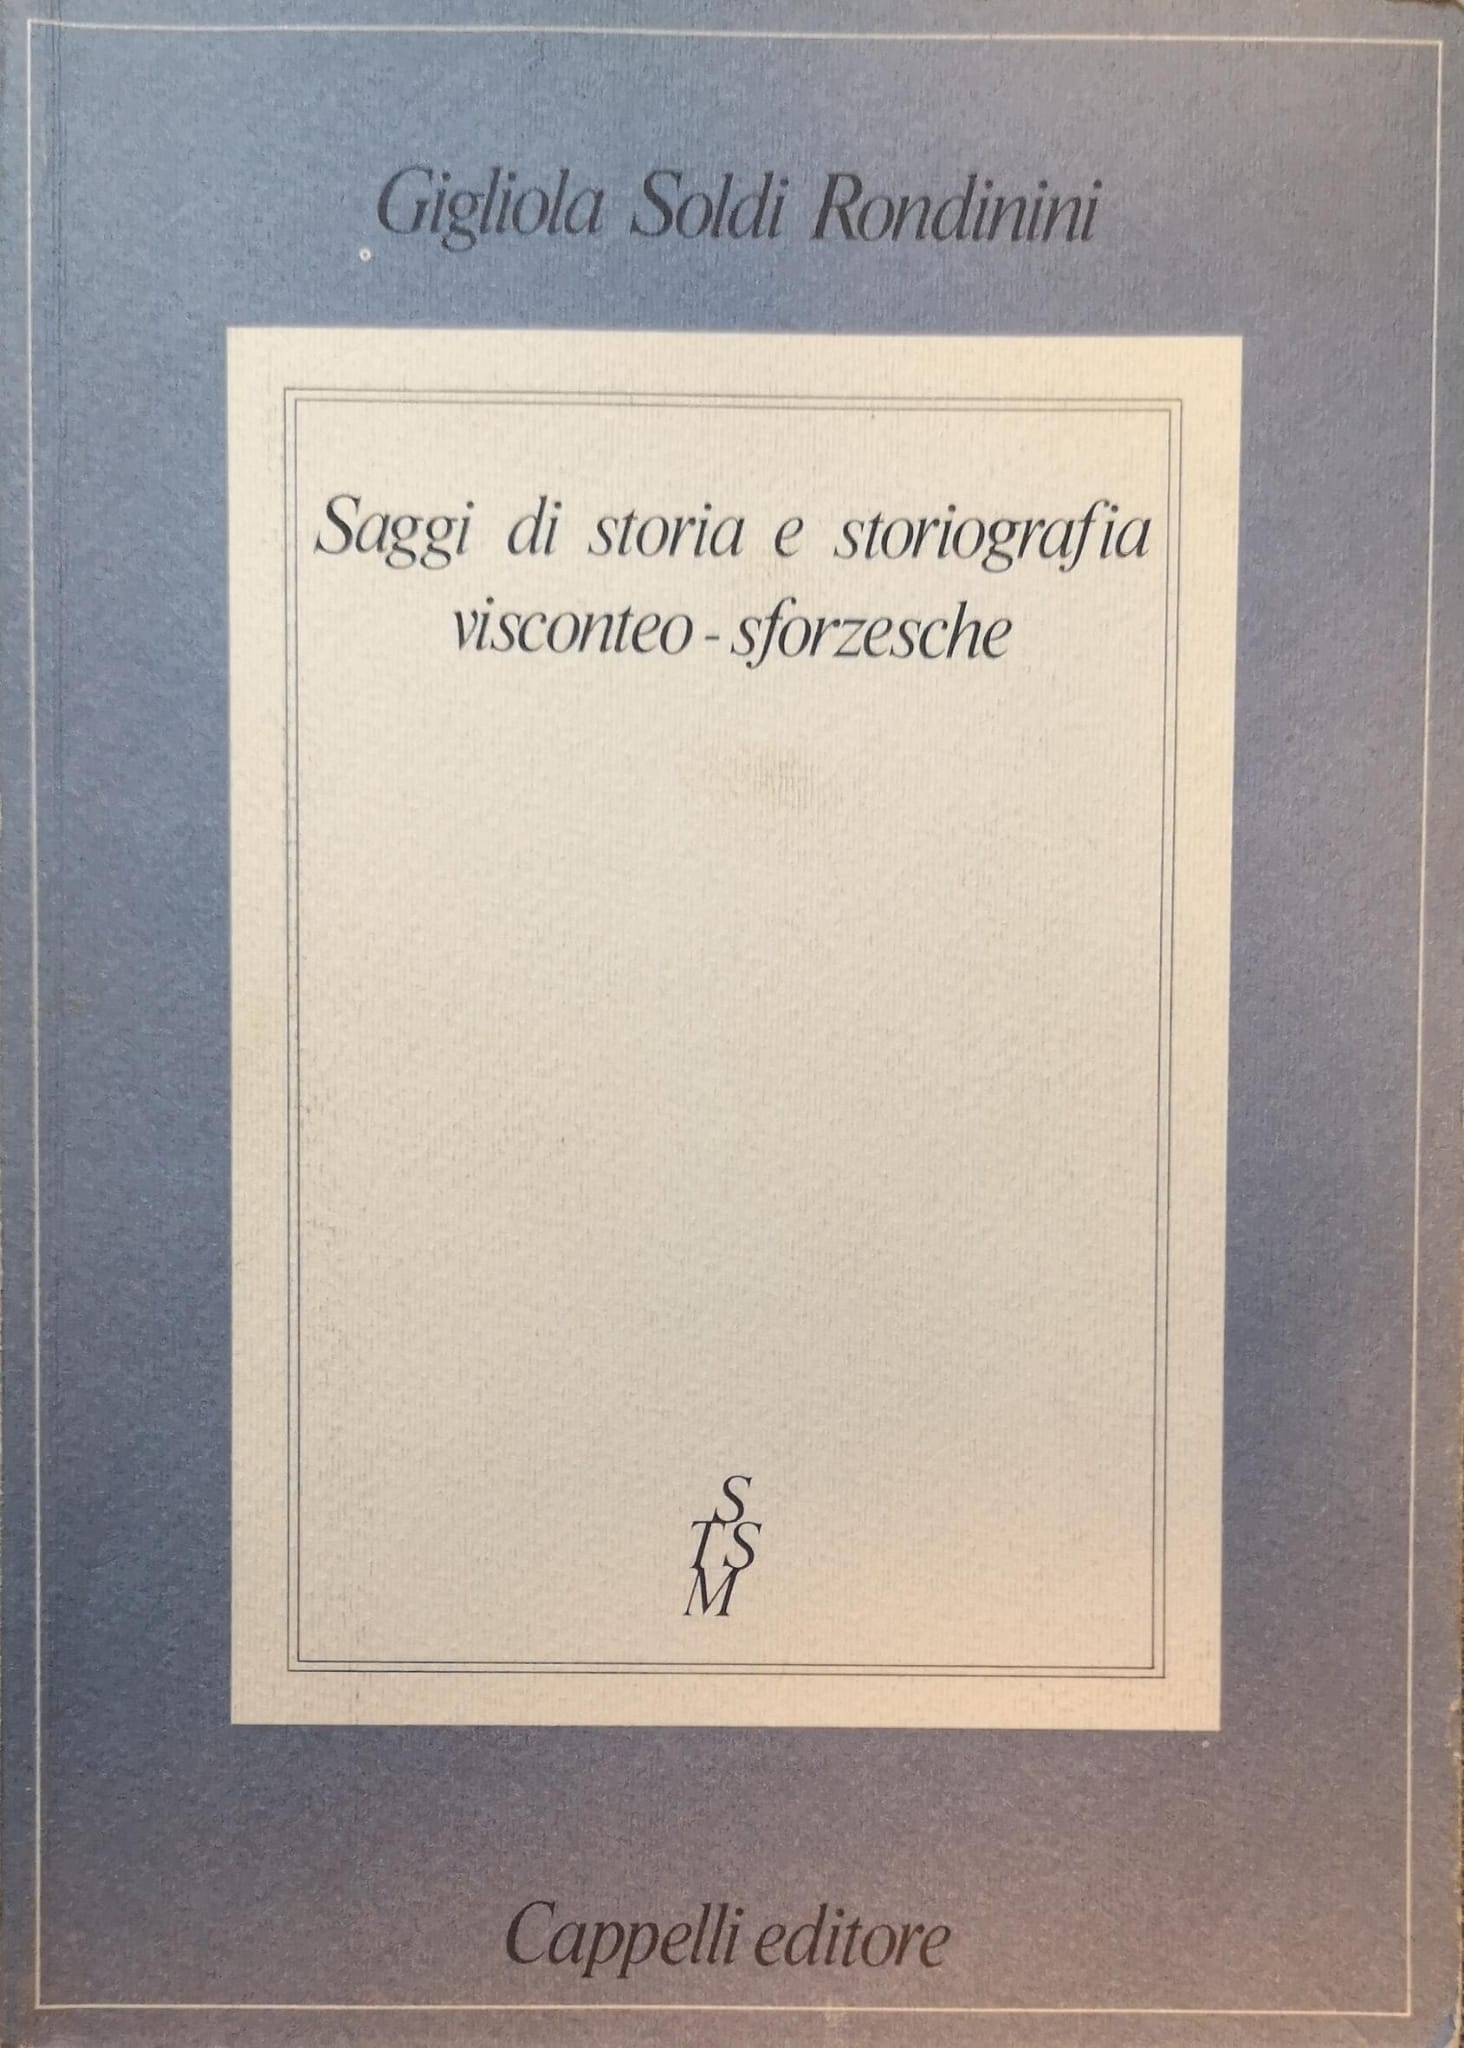 Gigliola Soldi Rondinini
Saggi di storia e storiografia
visconteo-sforzesche
S
TS
M
Cappelli editore